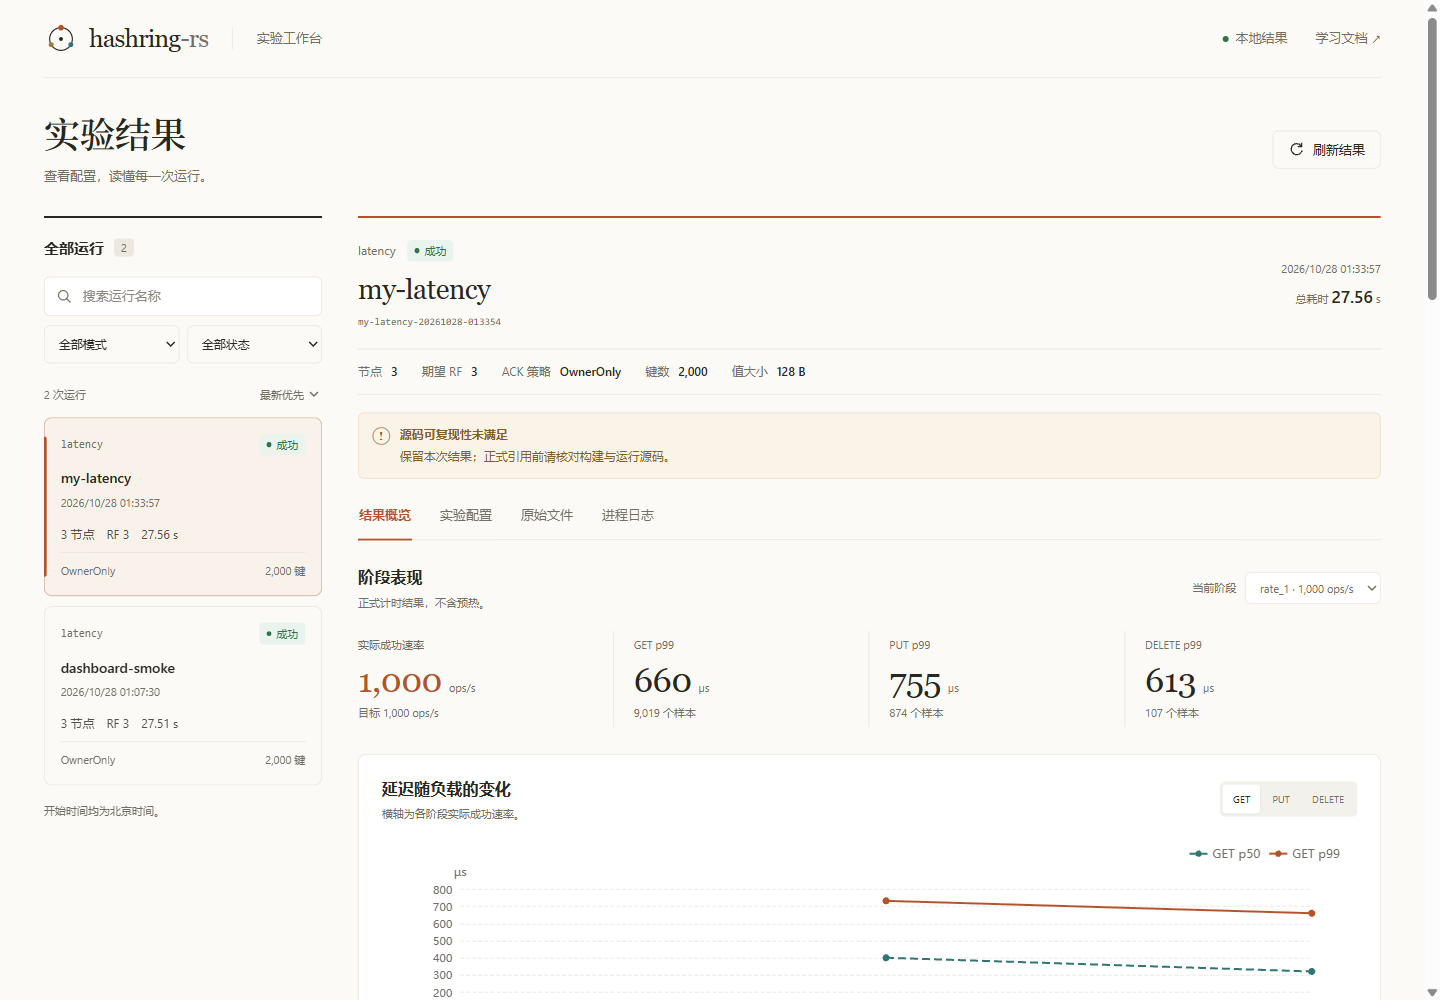 hashring-rs
实验工作台
本地结果
学习文档 ↗
实验结果
查看配置，读懂每一次运行。
刷新结果
全部运行 2
搜索运行名称
全部模式
全部状态
2 次运行
最新优先
latency
成功
my-latency
2026/10/28 01:33:57
3 节点 RF 3 27.56 s
OwnerOnly
2,000 键
latency
成功
dashboard-smoke
2026/10/28 01:07:30
3 节点 RF 3 27.51 s
OwnerOnly
2,000 键
开始时间均为北京时间。
latency
成功
my-latency
my-latency-20261028-013354
2026/10/28 01:33:57
总耗时 27.56 s
节点 3 期望 RF 3 ACK 策略 OwnerOnly 键数 2,000 值大小 128 B
源码可复现性未满足
保留本次结果；正式引用前请核对构建与运行源码。
结果概览
实验配置
原始文件
进程日志
阶段表现
正式计时结果，不含预热。
当前阶段
rate_1 · 1,000 ops/s
实际成功速率
1,000 ops/s
目标 1,000 ops/s
GET p99
660 µs
9,019 个样本
PUT p99
755 µs
874 个样本
DELETE p99
613 µs
107 个样本
延迟随负载的变化
横轴为各阶段实际成功速率。
GET
PUT
DELETE
GET p50
GET p99
µs
800
700
600
500
400
300
200